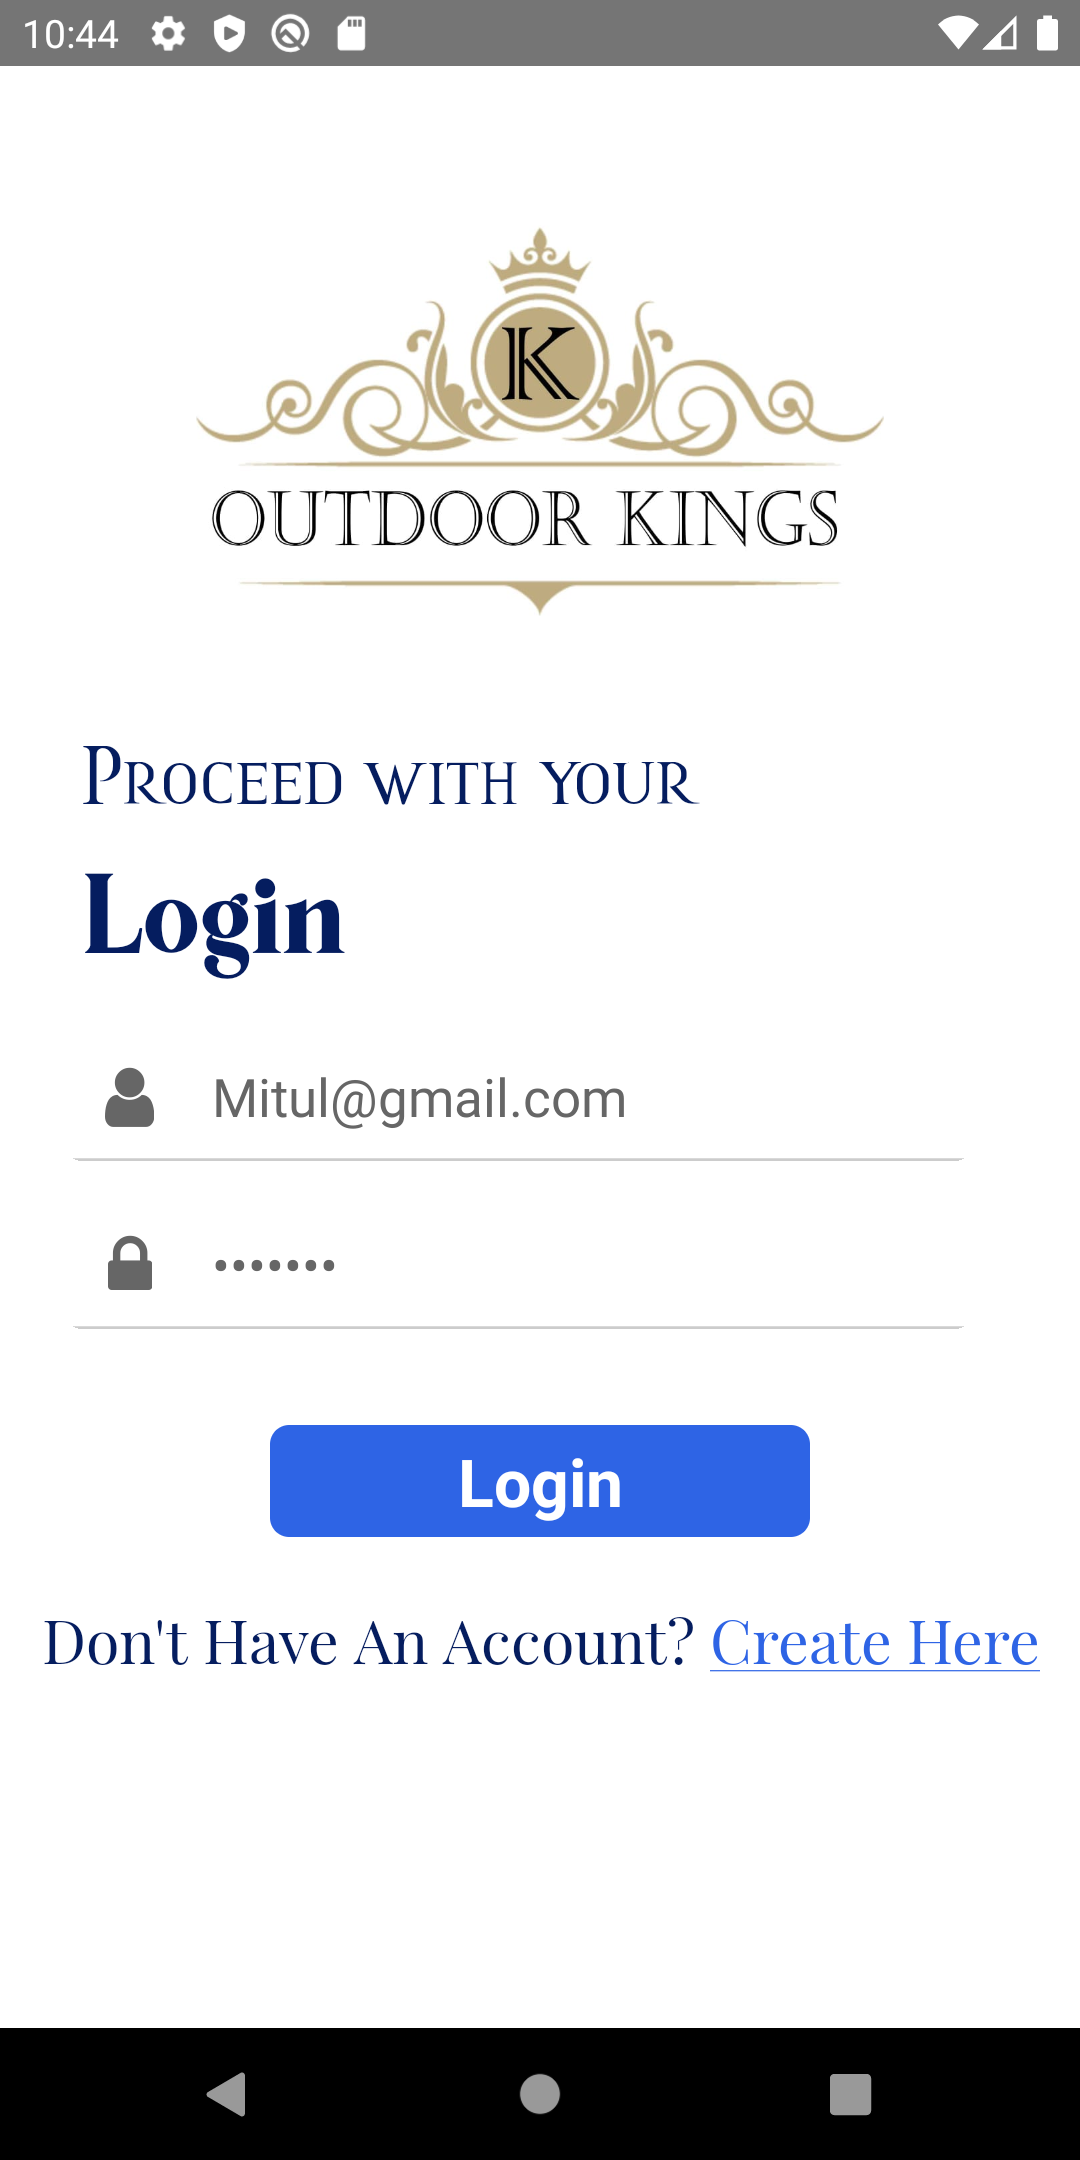 10:44
K
OUTDOOR KINGS
Proceed with your
Login
Mitul@gmail.com
•••••••
Login
Don't Have An Account? Create Here